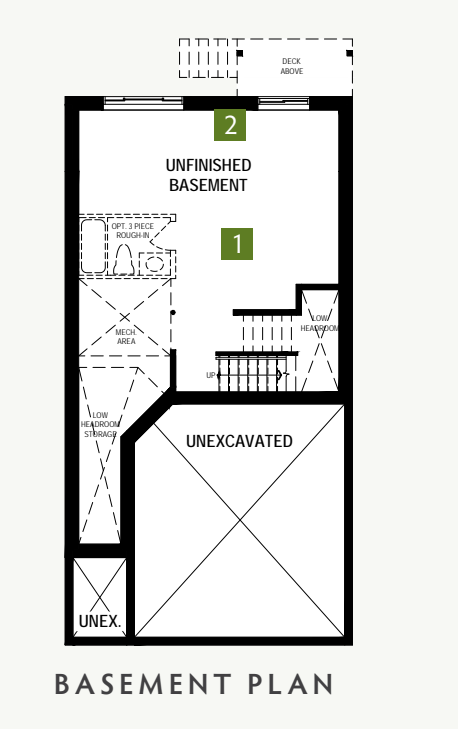 DECK
ABOVE
2
UNFINISHED
BASEMENT
OPT. 3 PIECE
ROUGH-IN
1
LOW
HEADROOM
MECH.
AREA
UP
LOW
HEADROOM
STORAGE
UNEXCAVATED
UNEX.
BASEMENT PLAN